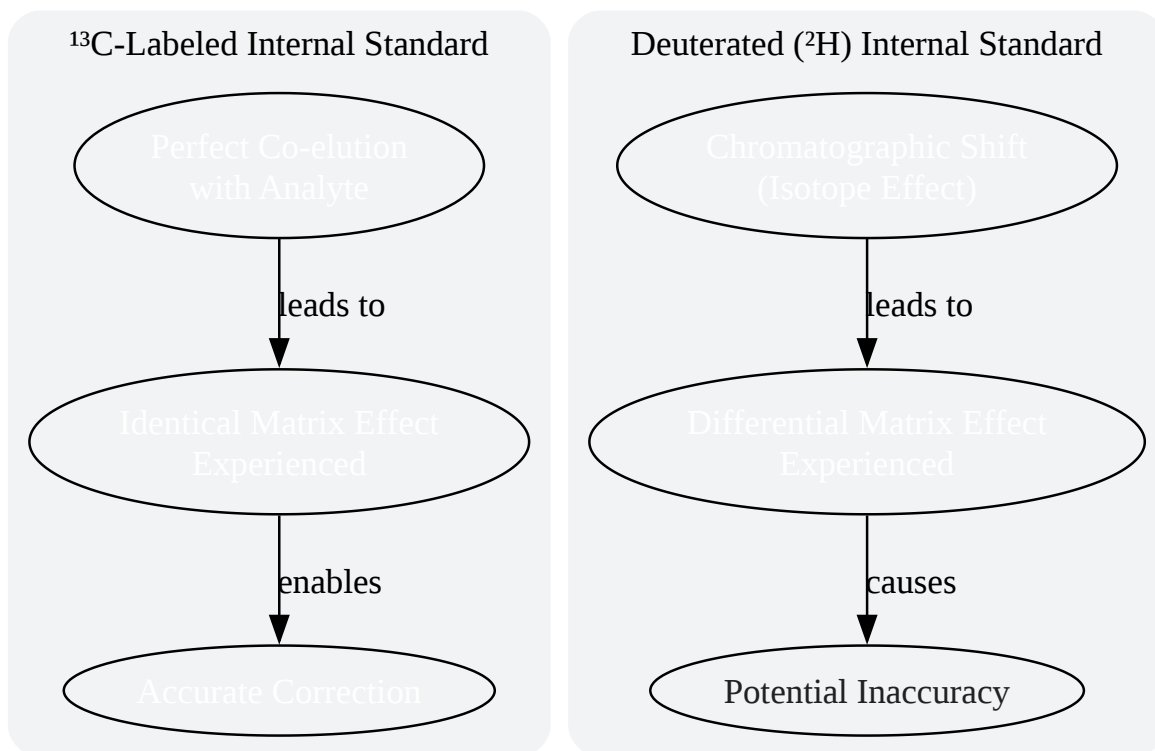 ¹³C-Labeled Internal Standard
Perfect Co-elution
with Analyte
leads to
Identical Matrix Effect
Experienced
enables
Accurate Correction
Deuterated (²H) Internal Standard
Chromatographic Shift
(Isotope Effect)
leads to
Differential Matrix Effect
Experienced
causes
Potential Inaccuracy